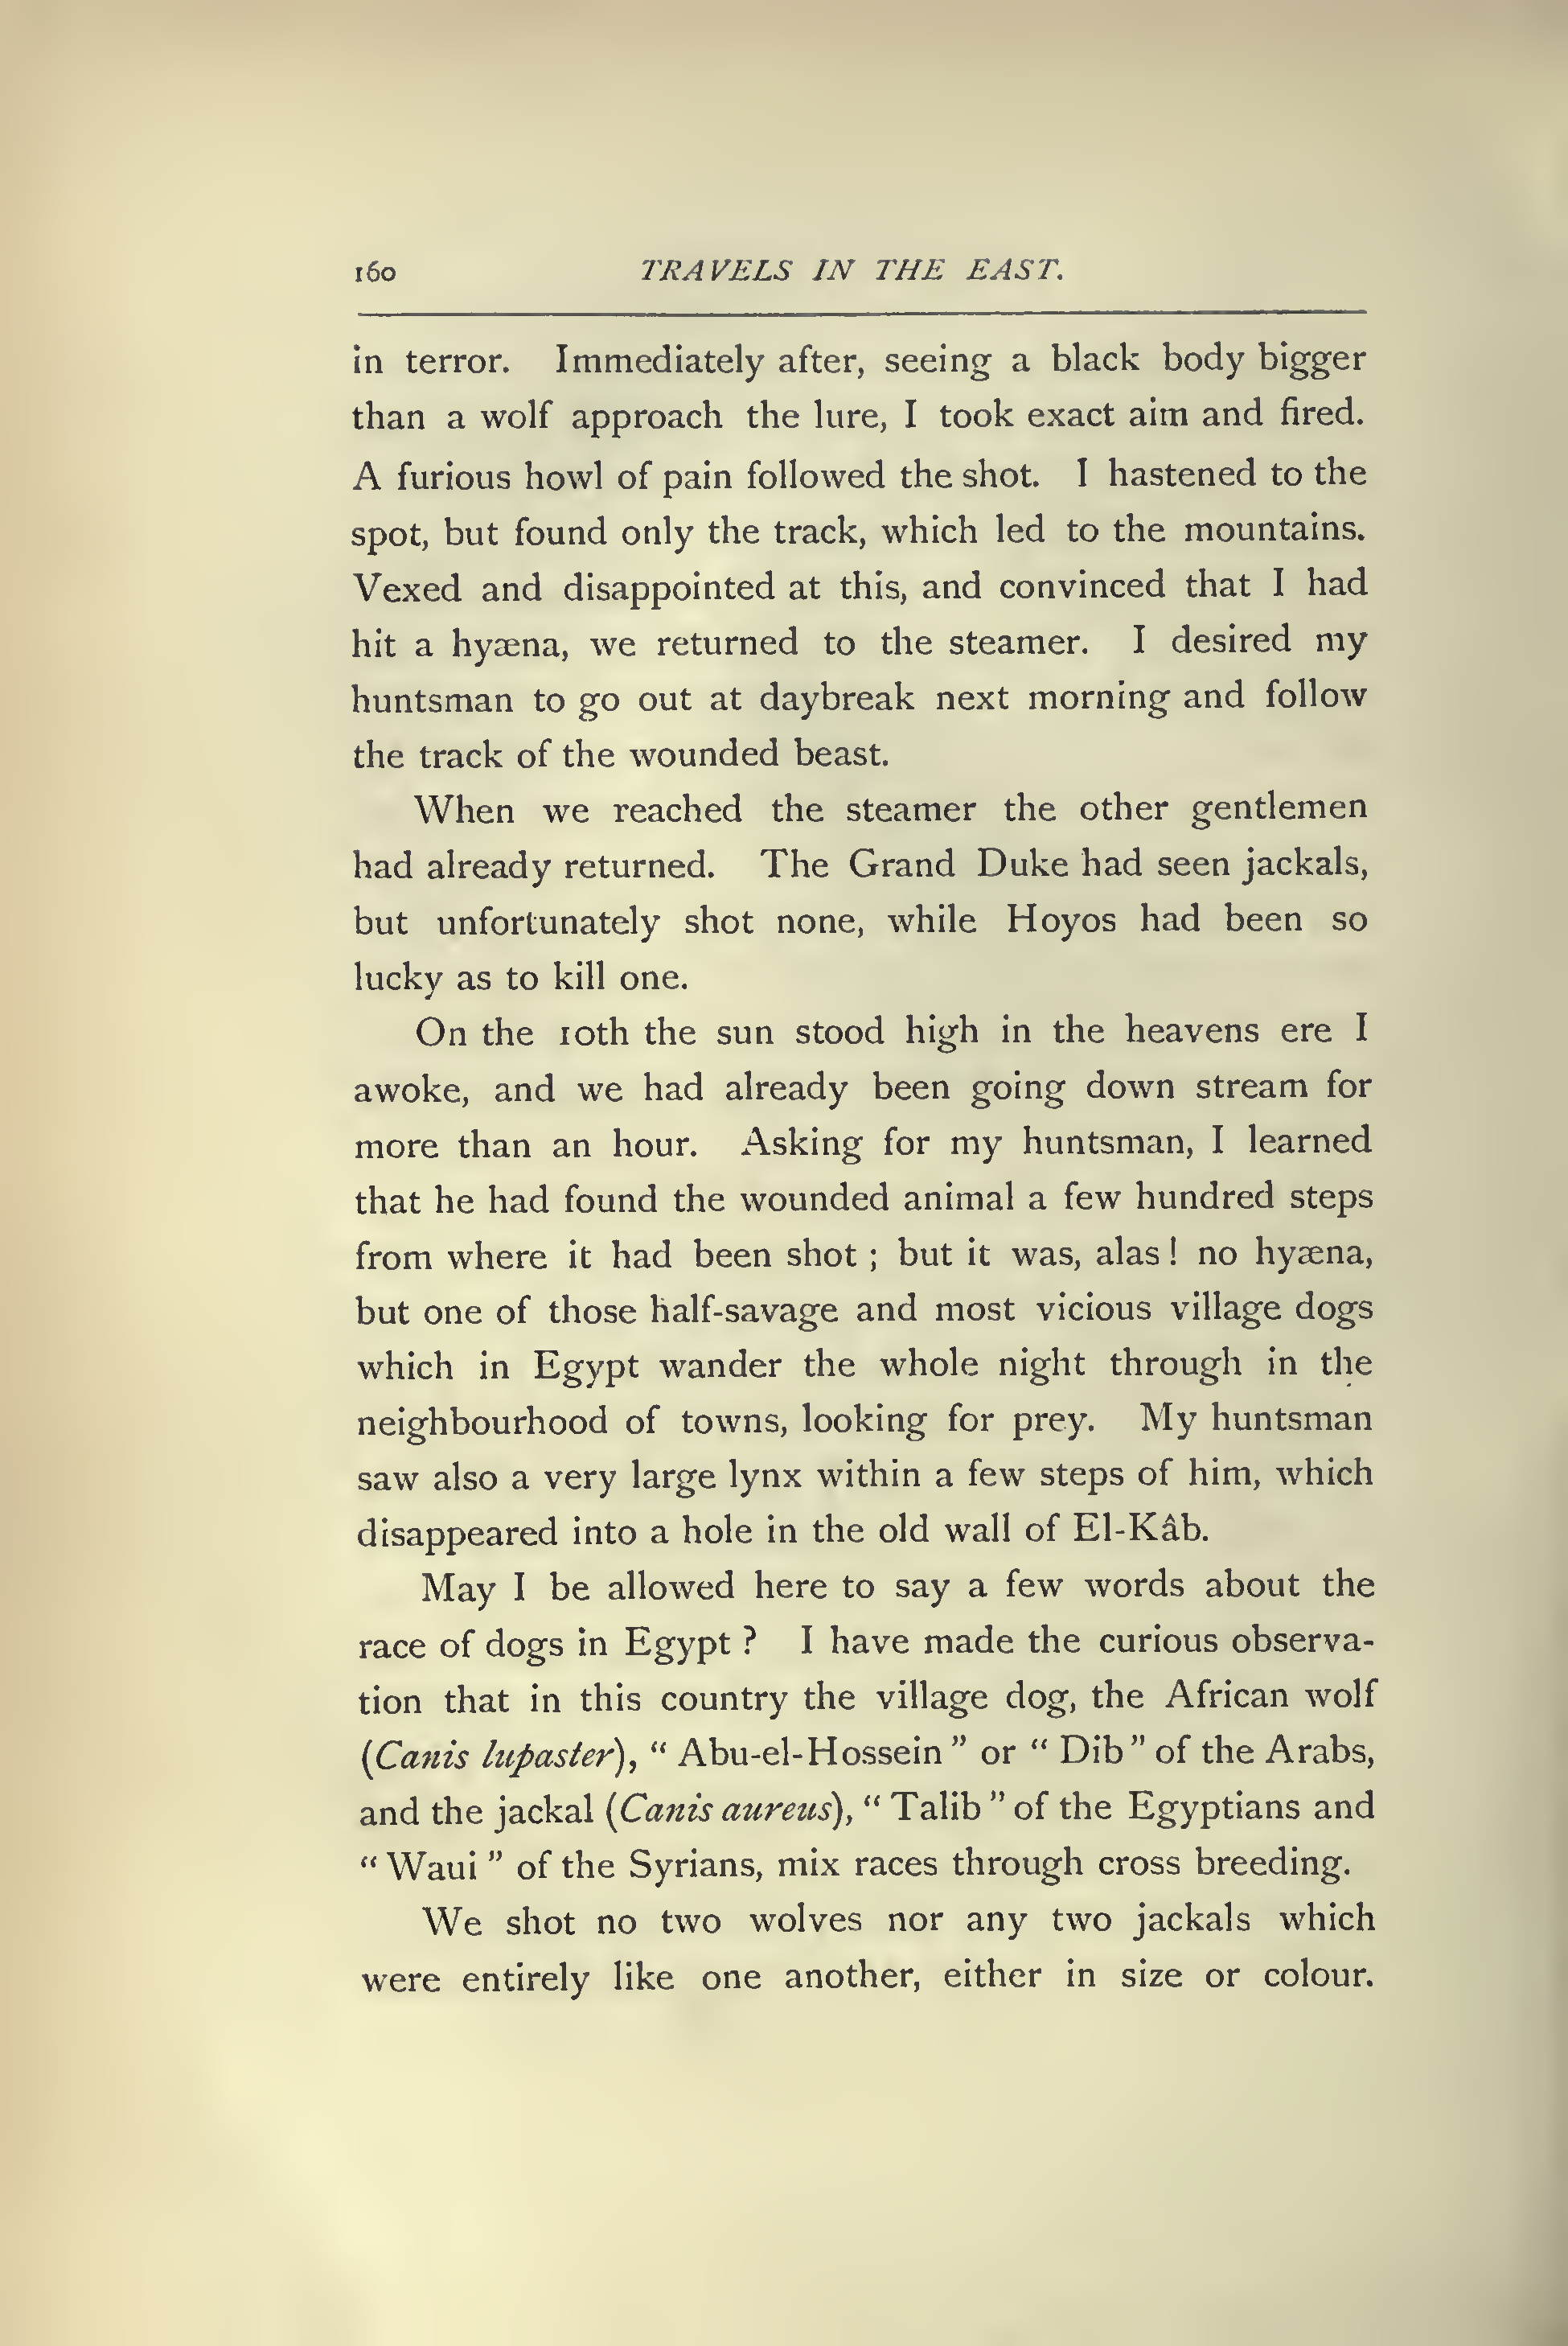 160 TRAVELS IN THE EAST.
in terror. Immediately after, seeing a black body bigger
than a wolf approach the lure, I took exact aim and fired.
A furious howl of pain followed the shot. I hastened to the
spot, but found only the track, which led to the mountains.
Vexed and disappointed at this, and convinced that I had
hit a hyæna, we returned to the steamer. I desired my
huntsman to go out at daybreak next morning and follow
the track of the wounded beast.
When we reached the steamer the other gentlemen
had already returned. The Grand Duke had seen jackals,
but unfortunately shot none, while Hoyos had been so
lucky as to kill one.
On the 10th the sun stood high in the heavens ere I
awoke, and we had already been going down stream for
more than an hour. Asking for my huntsman, I learned
that he had found the wounded animal a few hundred steps
from where it had been shot ; but it was, alas ! no hyæna,
but one of those half-savage and most vicious village dogs
which in Egypt wander the whole night through in the
neighbourhood of towns, looking for prey. My huntsman
saw also a very large lynx within a few steps of him, which
disappeared into a hole in the old wall of El-Kâb.
May I be allowed here to say a few words about the
race of dogs in Egypt ? I have made the curious observa-
tion that in this country the village dog, the African wolf
(Canis lupaster), “ Abu-el-Hossein ” or “ Dib ” of the Arabs,
and the jackal (Canis aureus), “ Talib ” of the Egyptians and
“ Waui ” of the Syrians, mix races through cross breeding.
We shot no two wolves nor any two jackals which
were entirely like one another, either in size or colour.